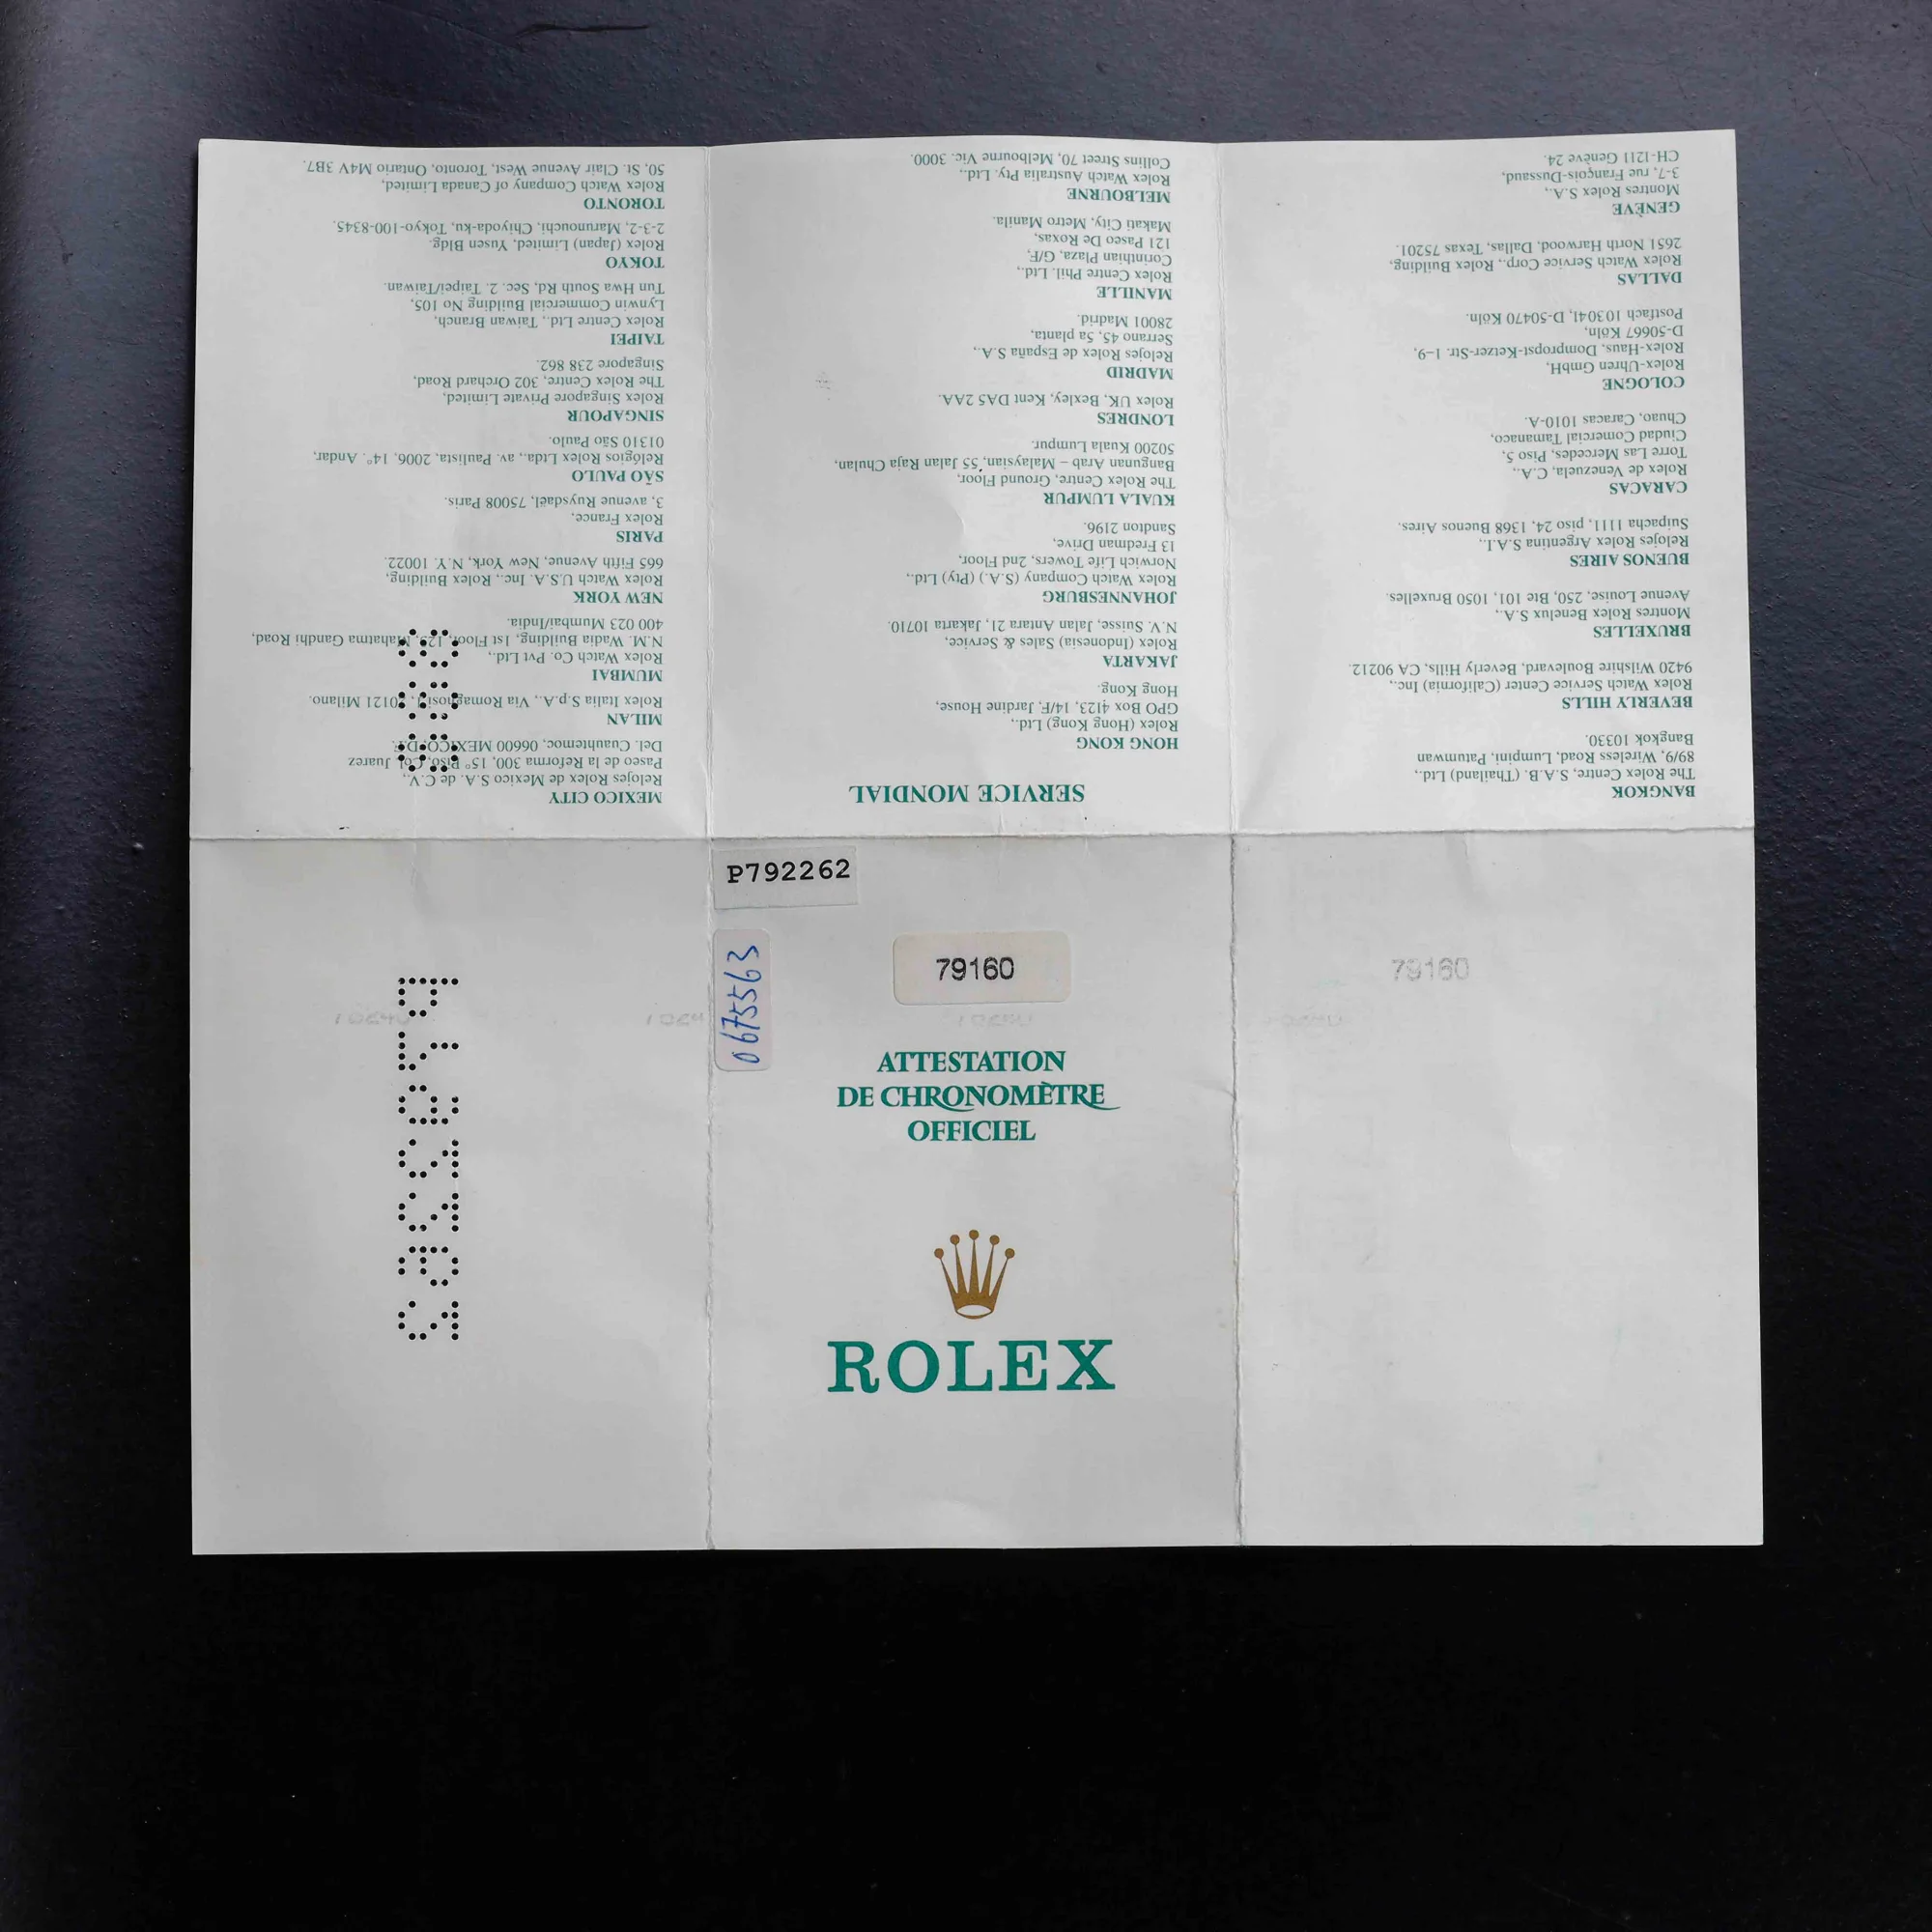 P792262
79160
0675563
ATTESTATION
DE CHRONOMÈTRE
OFFICIEL
ROLEX
79160
SERVICE MONDIAL
BANGKOK
The Rolex Centre, S.A.B. (Thailand) Ltd.,
89/9, Wireless Road, Lumpini, Patumwan
Bangkok 10330.
BEVERLY HILLS
Rolex Watch Service Center (California) Inc.,
9420 Wilshire Boulevard, Beverly Hills, CA 90212.
BRUXELLES
Montres Rolex Benelux S.A.,
Avenue Louise, 250, Bte 101, 1050 Bruxelles.
BUENOS AIRES
Relojes Rolex Argentina S.A.I.,
Suipacha 1111, piso 24, 1368 Buenos Aires.
CARACAS
Rolex de Venezuela, C.A.,
Torre Las Mercedes, Piso 5,
Ciudad Comercial Tamanaco,
Chuao, Caracas 1010-A.
COLOGNE
Rolex-Uhren GmbH,
Rolex-Haus, Dompropst-Ketzer-Str. 1–9,
D-50667 Köln,
Postfach 103041, D-50470 Köln.
DALLAS
Rolex Watch Service Corp., Rolex Building,
2651 North Harwood, Dallas, Texas 75201.
GENÈVE
Montres Rolex S.A.,
3-7, rue François-Dussaud,
CH-1211 Genève 24.
HONG KONG
Rolex (Hong Kong) Ltd.,
GPO Box 4123, 14/F, Jardine House,
Hong Kong.
JAKARTA
Rolex (Indonesia) Sales & Service,
N.V. Suisse, Jalan Antara 21, Jakarta 10710.
JOHANNESBURG
Rolex Watch Company (S.A.) (Pty) Ltd.,
Norwich Life Towers, 2nd Floor,
13 Fredman Drive,
Sandton 2196.
KUALA LUMPUR
The Rolex Centre, Ground Floor,
Bangunan Arab – Malaysian, 55 Jalan Raja Chulan,
50200 Kuala Lumpur.
LONDRES
Rolex UK, Bexley, Kent DA5 2AA.
MADRID
Relojes Rolex de España S.A.,
Serrano 45, 5a planta,
28001 Madrid.
MANILLE
Rolex Centre Phil. Ltd.,
Corinthian Plaza, G/F,
121 Paseo De Roxas,
Makati City, Metro Manila.
MELBOURNE
Rolex Watch Australia Pty. Ltd.,
Collins Street 70, Melbourne Vic. 3000.
MEXICO CITY
Relojes Rolex de Mexico S.A. de C.V.,
Paseo de la Reforma 300, 15° Piso, Col. Juarez
Del. Cuauhtemoc, 06600 MEXICO, D.F.
MILAN
Rolex Italia S.p.A., Via Romagnosi 20121 Milano.
MUMBAI
Rolex Watch Co. Pvt Ltd.,
N.M. Wadia Building, 1st Floor, 123, Mahatma Gandhi Road,
400 023 Mumbai/India.
NEW YORK
Rolex Watch U.S.A. Inc., Rolex Building,
665 Fifth Avenue, New York, N.Y. 10022.
PARIS
Rolex France,
3, avenue Ruysdaël, 75008 Paris.
SÃO PAULO
Relógios Rolex Ltda., av. Paulista, 2006, 14°. Andar,
01310 São Paulo.
SINGAPOUR
Rolex Singapore Private Limited,
The Rolex Centre, 302 Orchard Road,
Singapore 238 862.
TAIPEI
Rolex Centre Ltd., Taiwan Branch,
Lynwin Commercial Building No 105,
Tun Hwa South Rd, Sec. 2. Taipei/Taiwan.
TOKYO
Rolex (Japan) Limited, Yusen Bldg.
2-3-2, Marunouchi, Chiyoda-ku, Tokyo-100-8345.
TORONTO
Rolex Watch Company of Canada Limited,
50, St. Clair Avenue West, Toronto, Ontario M4V 3B7.